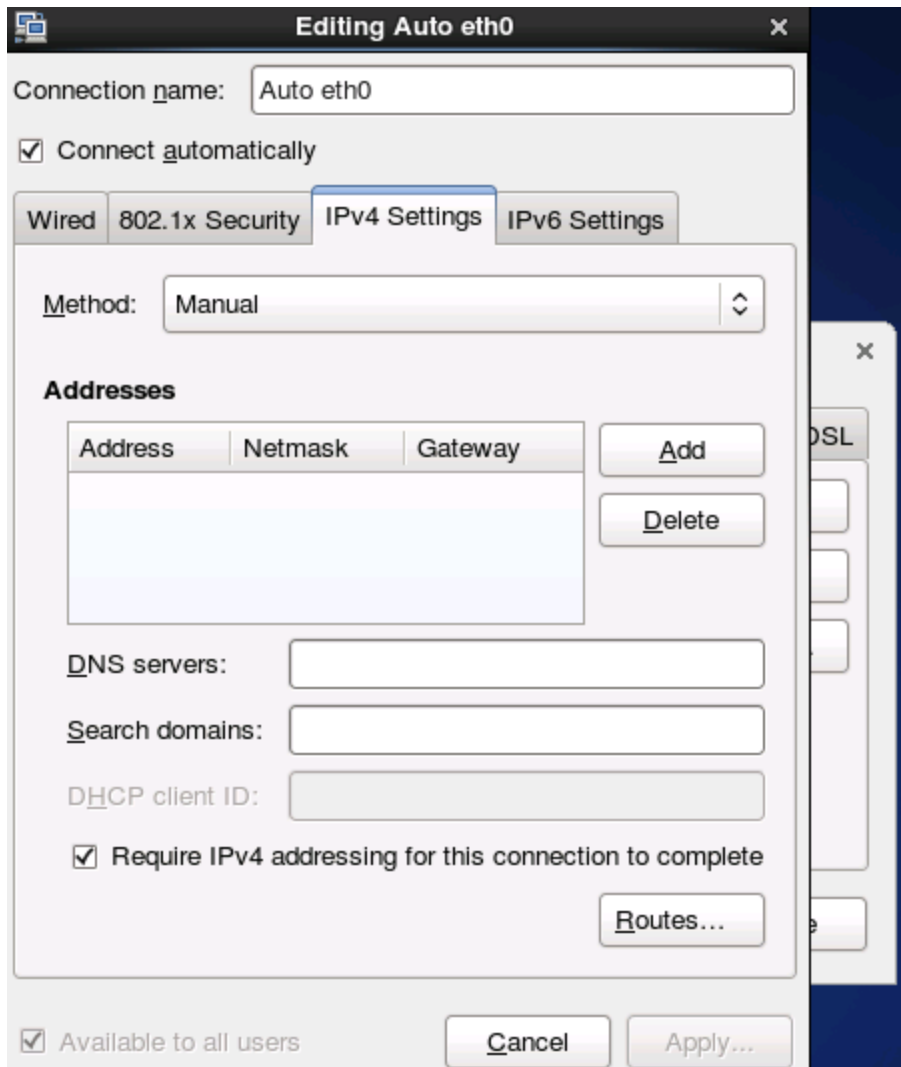 Editing Auto eth0
Connection name: Auto eth0
Connect automatically
Wired 802.1x Security IPv4 Settings IPv6 Settings
Method: Manual
Addresses
Address Netmask Gateway Add
DSL
Delete
DNS servers:
Search domains:
DHCP client ID:
Require IPv4 addressing for this connection to complete
Routes...
Available to all users Cancel Apply...